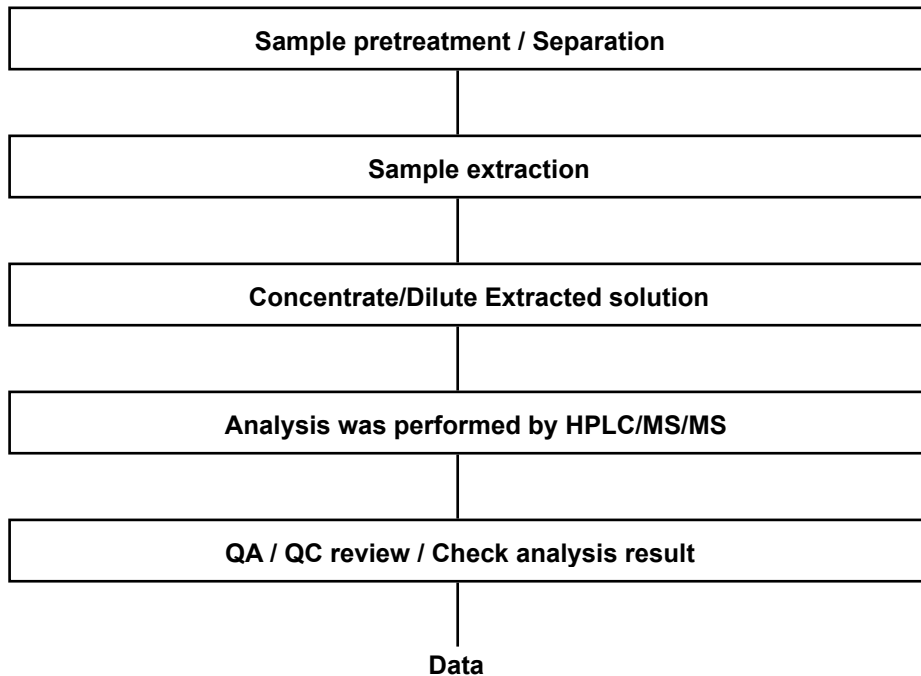 Sample pretreatment / Separation
Sample extraction
Concentrate/Dilute Extracted solution
Analysis was performed by HPLC/MS/MS
QA / QC review / Check analysis result
Data